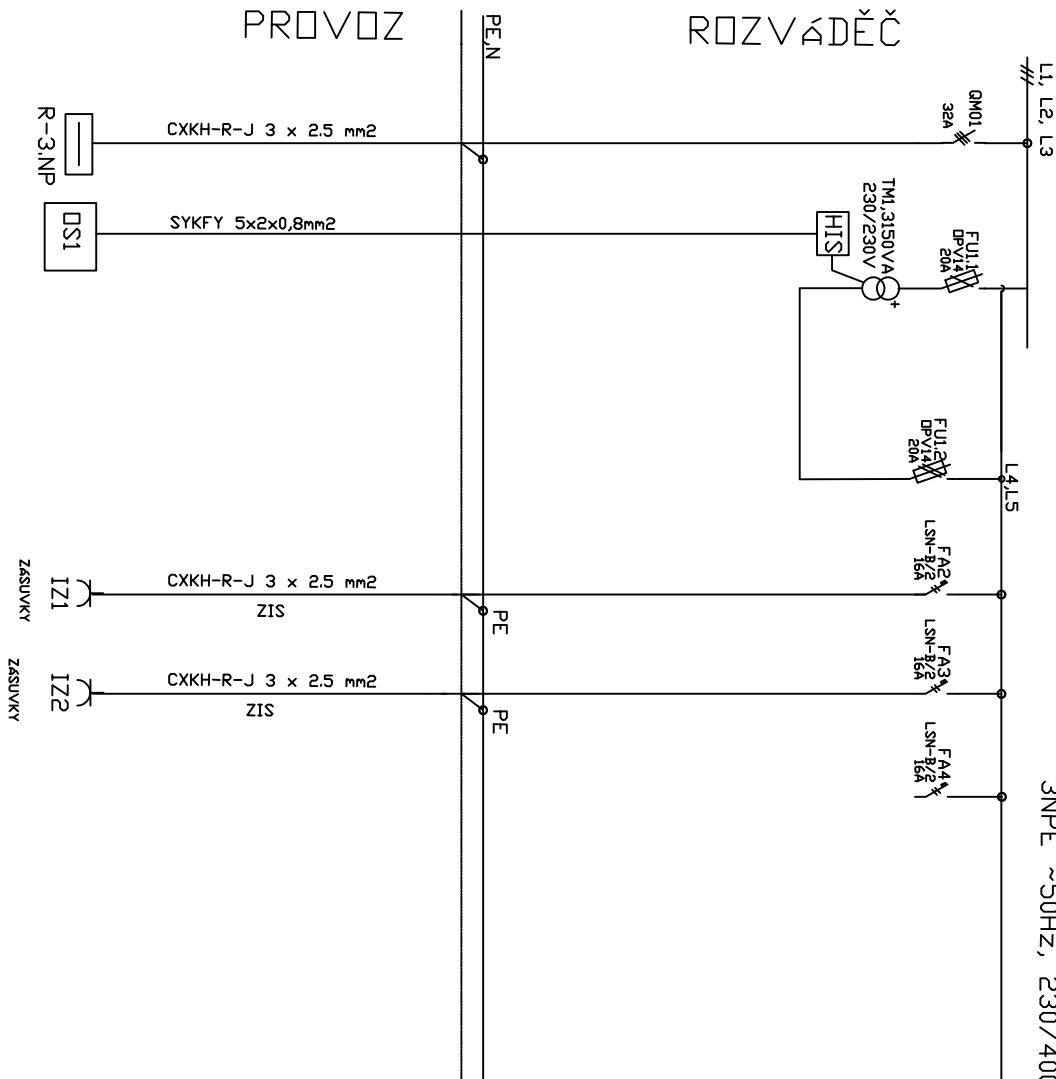 PROVOZ
ROZVÁDĚČ
PE,N
L1, L2, L3
QM01
32A
CXKH-R-J 3 x 2.5 mm2
R-3.NP
TM1,3150VA
230/230V
HIS
FU1.1
OPV14
20A
SYKFY 5x2x0,8mm2
OS1
FU1.2
OPV14
20A
L4,L5
FA2
LSN-B/2
16A
CXKH-R-J 3 x 2.5 mm2
ZIS
PE
IZ1
ZÁSUVKY
FA3
LSN-B/2
16A
CXKH-R-J 3 x 2.5 mm2
ZIS
PE
IZ2
ZÁSUVKY
FA4
LSN-B/2
16A
3NPE ~50Hz, 230/400